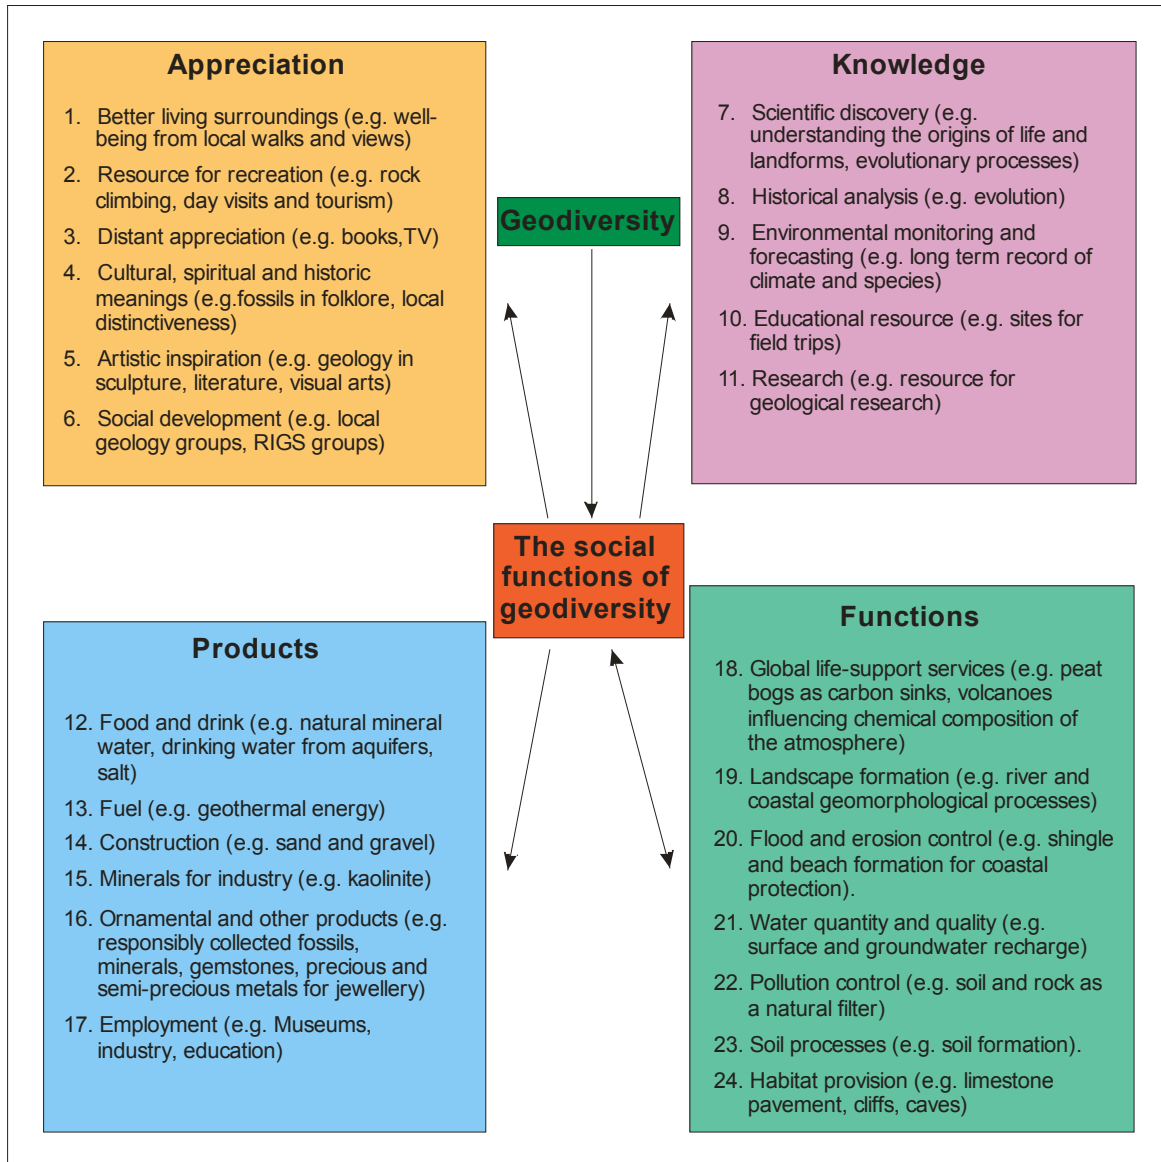 Appreciation
1. Better living surroundings (e.g. well-
being from local walks and views)
2. Resource for recreation (e.g. rock
climbing, day visits and tourism)
3. Distant appreciation (e.g. books,TV)
4. Cultural, spiritual and historic
meanings (e.g.fossils in folklore, local
distinctiveness)
5. Artistic inspiration (e.g. geology in
sculpture, literature, visual arts)
6. Social development (e.g. local
geology groups, RIGS groups)
Geodiversity
Knowledge
7. Scientific discovery (e.g.
understanding the origins of life and
landforms, evolutionary processes)
8. Historical analysis (e.g. evolution)
9. Environmental monitoring and
forecasting (e.g. long term record of
climate and species)
10. Educational resource (e.g. sites for
field trips)
11. Research (e.g. resource for
geological research)
The social
functions of
geodiversity
Products
12. Food and drink (e.g. natural mineral
water, drinking water from aquifers,
salt)
13. Fuel (e.g. geothermal energy)
14. Construction (e.g. sand and gravel)
15. Minerals for industry (e.g. kaolinite)
16. Ornamental and other products (e.g.
responsibly collected fossils,
minerals, gemstones, precious and
semi-precious metals for jewellery)
17. Employment (e.g. Museums,
industry, education)
Functions
18. Global life-support services (e.g. peat
bogs as carbon sinks, volcanoes
influencing chemical composition of
the atmosphere)
19. Landscape formation (e.g. river and
coastal geomorphological processes)
20. Flood and erosion control (e.g. shingle
and beach formation for coastal
protection).
21. Water quantity and quality (e.g.
surface and groundwater recharge)
22. Pollution control (e.g. soil and rock as
a natural filter)
23. Soil processes (e.g. soil formation).
24. Habitat provision (e.g. limestone
pavement, cliffs, caves)